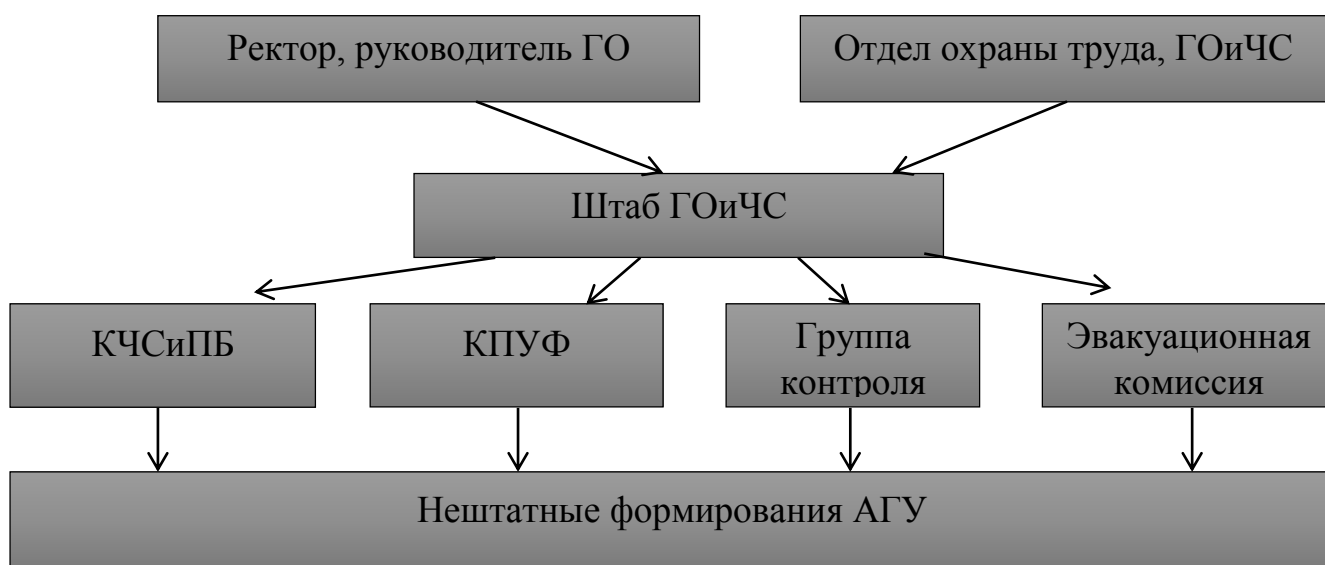 Ректор, руководитель ГО
Отдел охраны труда, ГОиЧС
Штаб ГОиЧС
КЧСиПБ
КПУФ
Группа
контроля
Эвакуационная
комиссия
Нештатные формирования АГУ